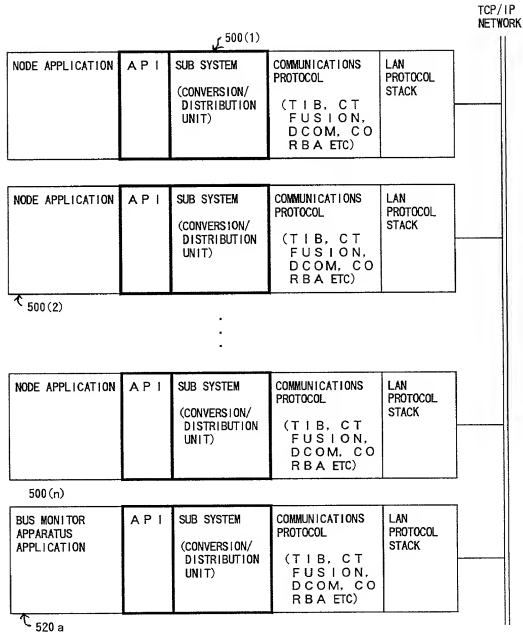 TCP/IP
NETWORK
500(1)
NODE APPLICATION
API
SUB SYSTEM
(CONVERSION/
DISTRIBUTION
UNIT)
COMMUNICATIONS
PROTOCOL
(TIB, CT
FUSION,
DCOM, CO
RBA ETC)
LAN
PROTOCOL
STACK
NODE APPLICATION
API
SUB SYSTEM
(CONVERSION/
DISTRIBUTION
UNIT)
COMMUNICATIONS
PROTOCOL
(TIB, CT
FUSION,
DCOM, CO
RBA ETC)
LAN
PROTOCOL
STACK
500(2)
NODE APPLICATION
API
SUB SYSTEM
(CONVERSION/
DISTRIBUTION
UNIT)
COMMUNICATIONS
PROTOCOL
(TIB, CT
FUSION,
DCOM, CO
RBA ETC)
LAN
PROTOCOL
STACK
500(n)
BUS MONITOR
APPARATUS
APPLICATION
API
SUB SYSTEM
(CONVERSION/
DISTRIBUTION
UNIT)
COMMUNICATIONS
PROTOCOL
(TIB, CT
FUSION,
DCOM, CO
RBA ETC)
LAN
PROTOCOL
STACK
520a